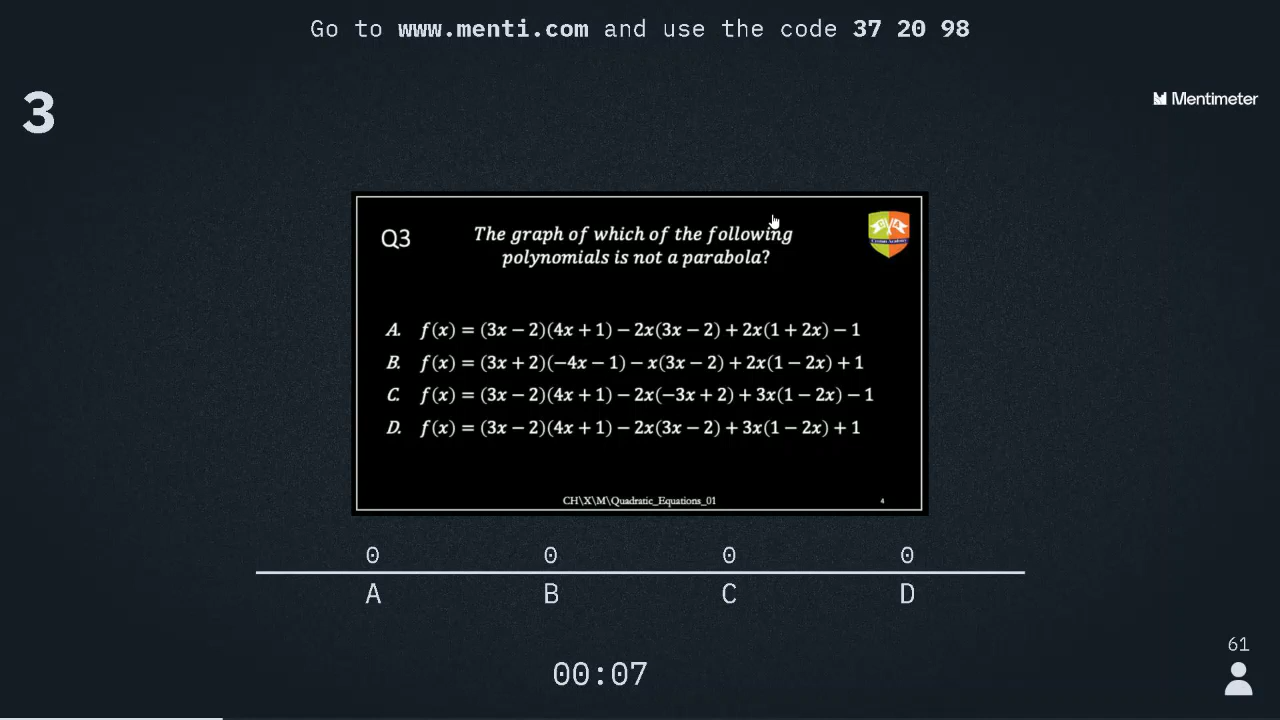 Go to www.menti.com and use the code 37 20 98
3
Mentimeter
Q3
The graph of which of the following
polynomials is not a parabola?
A. f(x) = (3x − 2)(4x + 1) − 2x(3x − 2) + 2x(1 + 2x) − 1
B. f(x) = (3x + 2)(−4x − 1) − x(3x − 2) + 2x(1 − 2x) + 1
C. f(x) = (3x − 2)(4x + 1) − 2x(−3x + 2) + 3x(1 − 2x) − 1
D. f(x) = (3x − 2)(4x + 1) − 2x(3x − 2) + 3x(1 − 2x) + 1
CH\X\M\Quadratic_Equations_01
4
0 0 0 0
A B C D
00:07
61